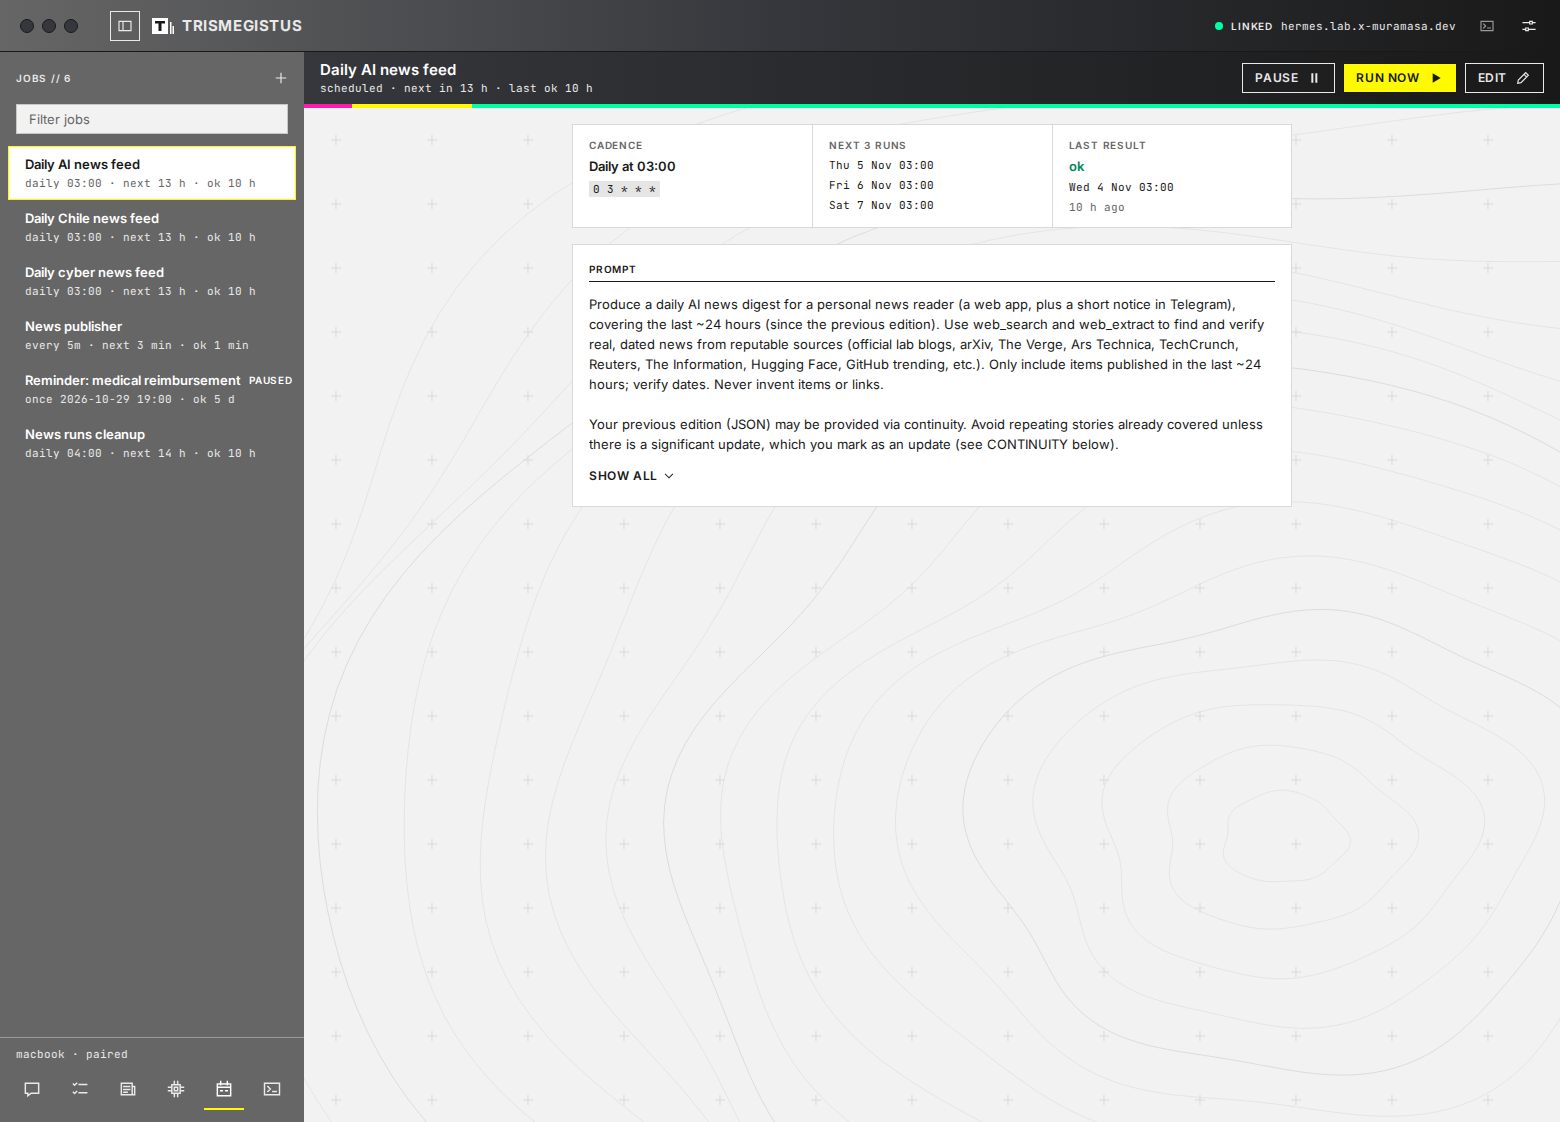 TRISMEGISTUS
LINKED hermes.lab.x-muramasa.dev
JOBS // 6
Filter jobs
Daily AI news feed
daily 03:00 · next 13 h · ok 10 h
Daily Chile news feed
daily 03:00 · next 13 h · ok 10 h
Daily cyber news feed
daily 03:00 · next 13 h · ok 10 h
News publisher
every 5m · next 3 min · ok 1 min
Reminder: medical reimbursement PAUSED
once 2026-10-29 19:00 · ok 5 d
News runs cleanup
daily 04:00 · next 14 h · ok 10 h
macbook · paired
Daily AI news feed
scheduled · next in 13 h · last ok 10 h
PAUSE
RUN NOW
EDIT
CADENCE
Daily at 03:00
0 3 * * *
NEXT 3 RUNS
Thu 5 Nov 03:00
Fri 6 Nov 03:00
Sat 7 Nov 03:00
LAST RESULT
ok
Wed 4 Nov 03:00
10 h ago
PROMPT
Produce a daily AI news digest for a personal news reader (a web app, plus a short notice in Telegram),
covering the last ~24 hours (since the previous edition). Use web_search and web_extract to find and verify
real, dated news from reputable sources (official lab blogs, arXiv, The Verge, Ars Technica, TechCrunch,
Reuters, The Information, Hugging Face, GitHub trending, etc.). Only include items published in the last ~24
hours; verify dates. Never invent items or links.
Your previous edition (JSON) may be provided via continuity. Avoid repeating stories already covered unless
there is a significant update, which you mark as an update (see CONTINUITY below).
SHOW ALL